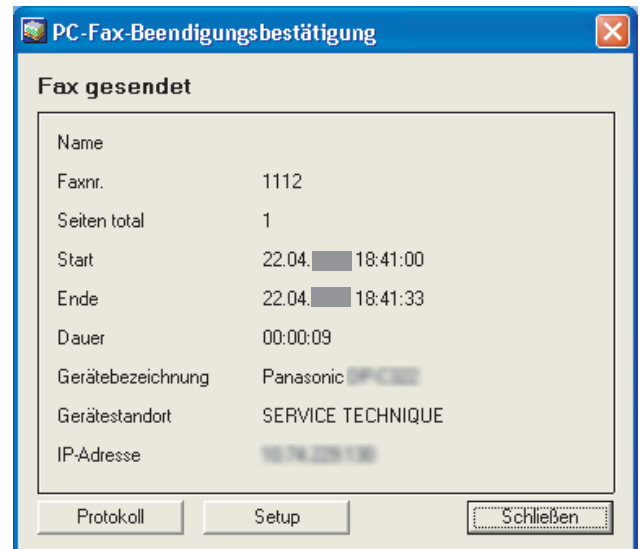 PC-Fax-Beendigungsbestätigung
Fax gesendet
Name
Faxnr. 1112
Seiten total 1
Start 22.04. 18:41:00
Ende 22.04. 18:41:33
Dauer 00:00:09
Gerätebezeichnung Panasonic
Gerätestandort SERVICE TECHNIQUE
IP-Adresse
Protokoll Setup Schließen